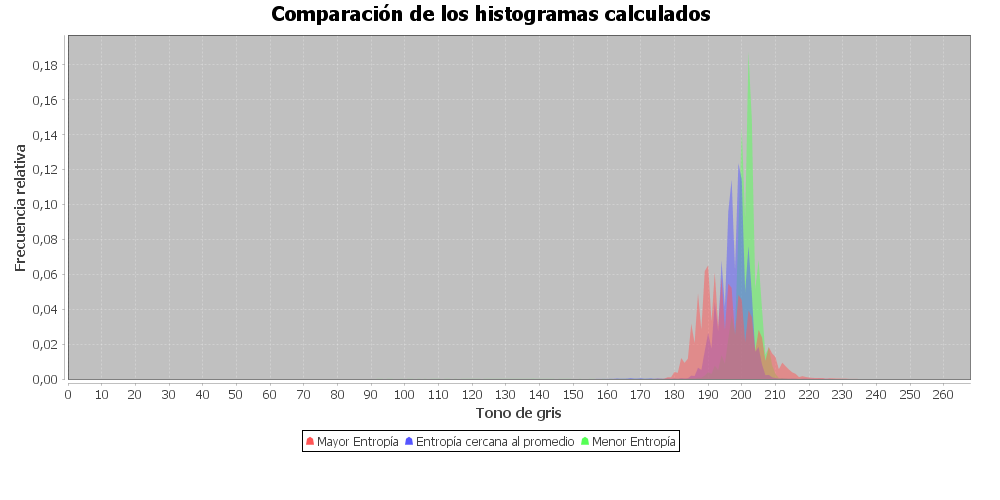 Comparación de los histogramas calculados
0,18
0,16
0,14
0,12
0,10
0,08
0,06
0,04
0,02
0,00
Frecuencia relativa
0 10 20 30 40 50 60 70 80 90 100 110 120 130 140 150 160 170 180 190 200 210 220 230 240 250 260
Tono de gris
Mayor Entropía Entropía cercana al promedio Menor Entropía